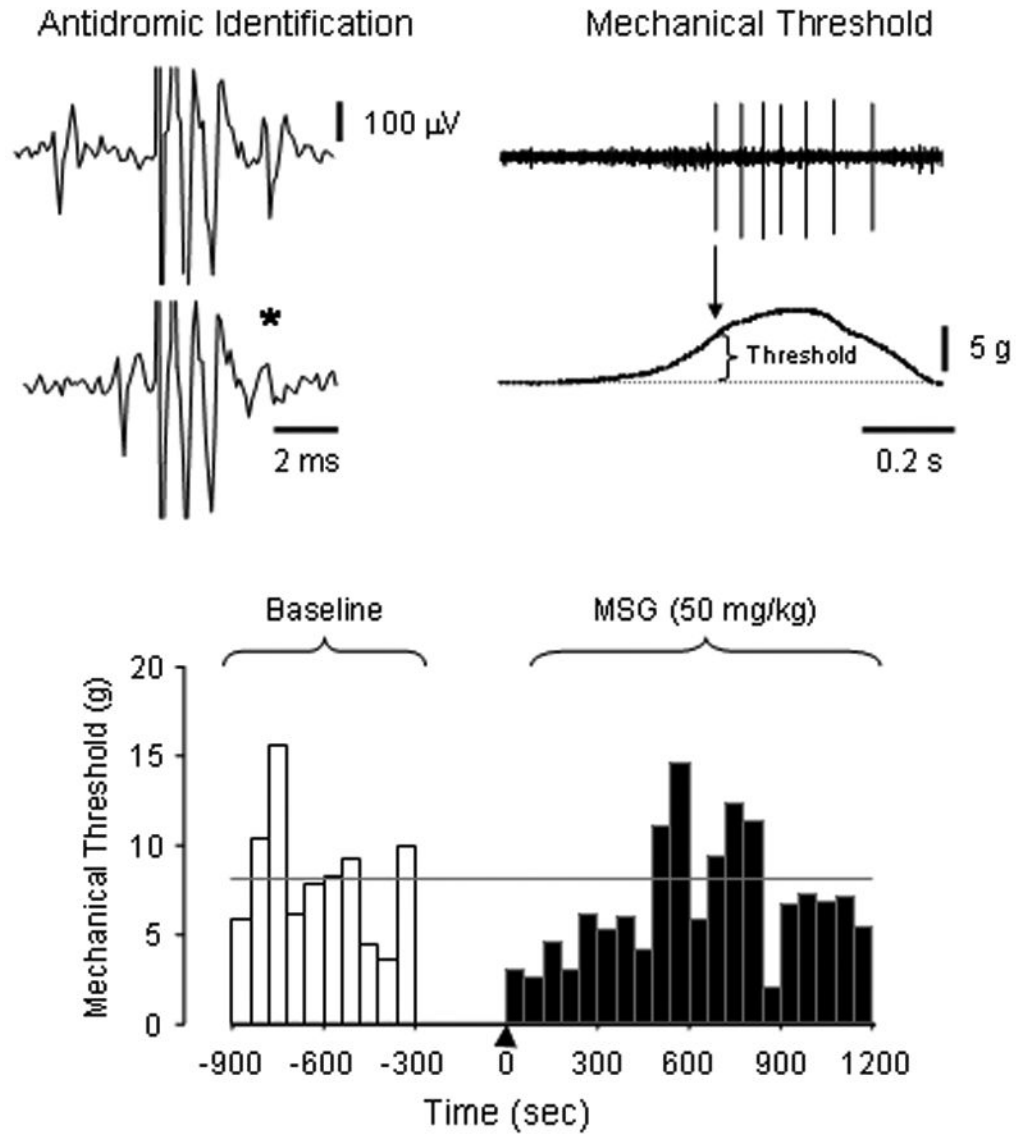 Antidromic Identification
Mechanical Threshold
100 µV
*
Threshold
5 g
2 ms
0.2 s
Baseline
MSG (50 mg/kg)
Mechanical Threshold (g)
20
15
10
5
0
-900 -600 -300 0 300 600 900 1200
Time (sec)